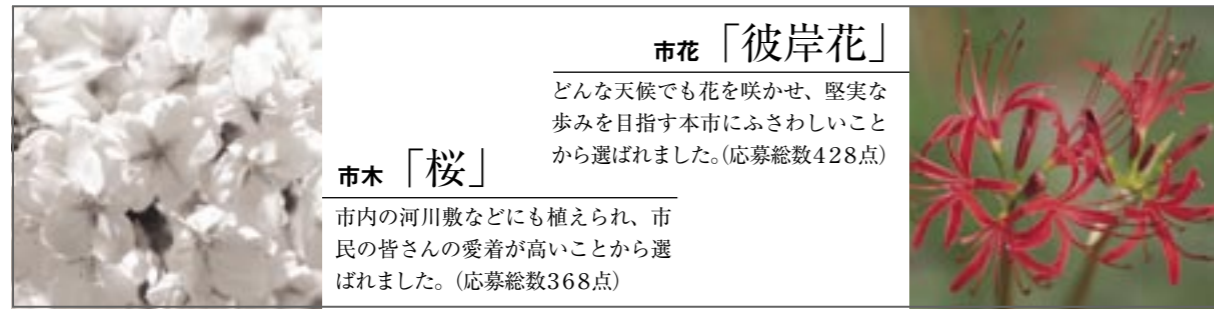 市花「彼岸花」
どんな天候でも花を咲かせ、堅実な
歩みを目指す本市にふさわしいこと
から選ばれました。(応募総数428点)
市木「桜」
市内の河川敷などにも植えられ、市
民の皆さんの愛着が高いことから選
ばれました。(応募総数368点)